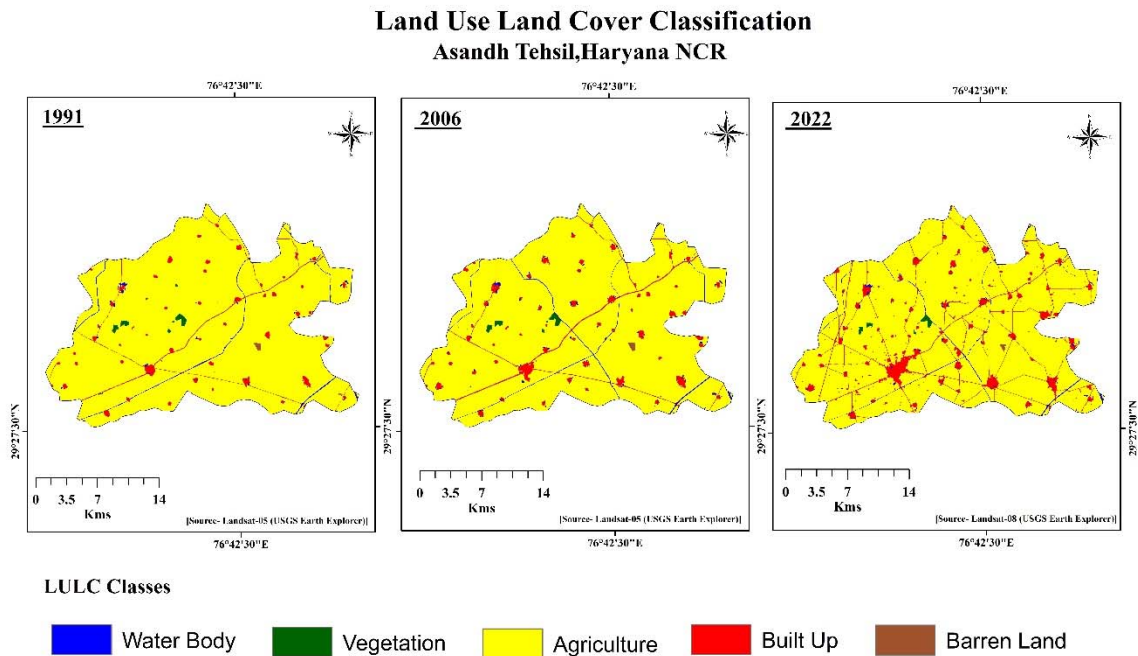 Land Use Land Cover Classification
Asandh Tehsil,Haryana NCR
76°42'30"E
76°42'30"E
76°42'30"E
1991
2006
2022
29°27'30"N
29°27'30"N
29°27'30"N
29°27'30"N
0 3.5 7 14
Kms
0 3.5 7 14
Kms
0 3.5 7 14
Kms
[Source- Landsat-05 (USGS Earth Explorer)]
[Source- Landsat-05 (USGS Earth Explorer)]
[Source- Landsat-08 (USGS Earth Explorer)]
76°42'30"E
76°42'30"E
76°42'30"E
LULC Classes
Water Body
Vegetation
Agriculture
Built Up
Barren Land